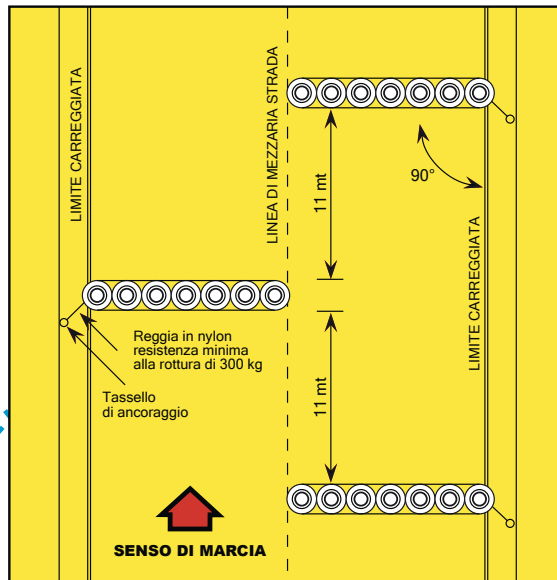 LIMITE CARREGGIATA
LINEA DI MEZZARIA STRADA
11 mt
90°
LIMITE CARREGGIATA
Reggia in nylon
resistenza minima
alla rottura di 300 kg
Tassello
di ancoraggio
11 mt
SENSO DI MARCIA